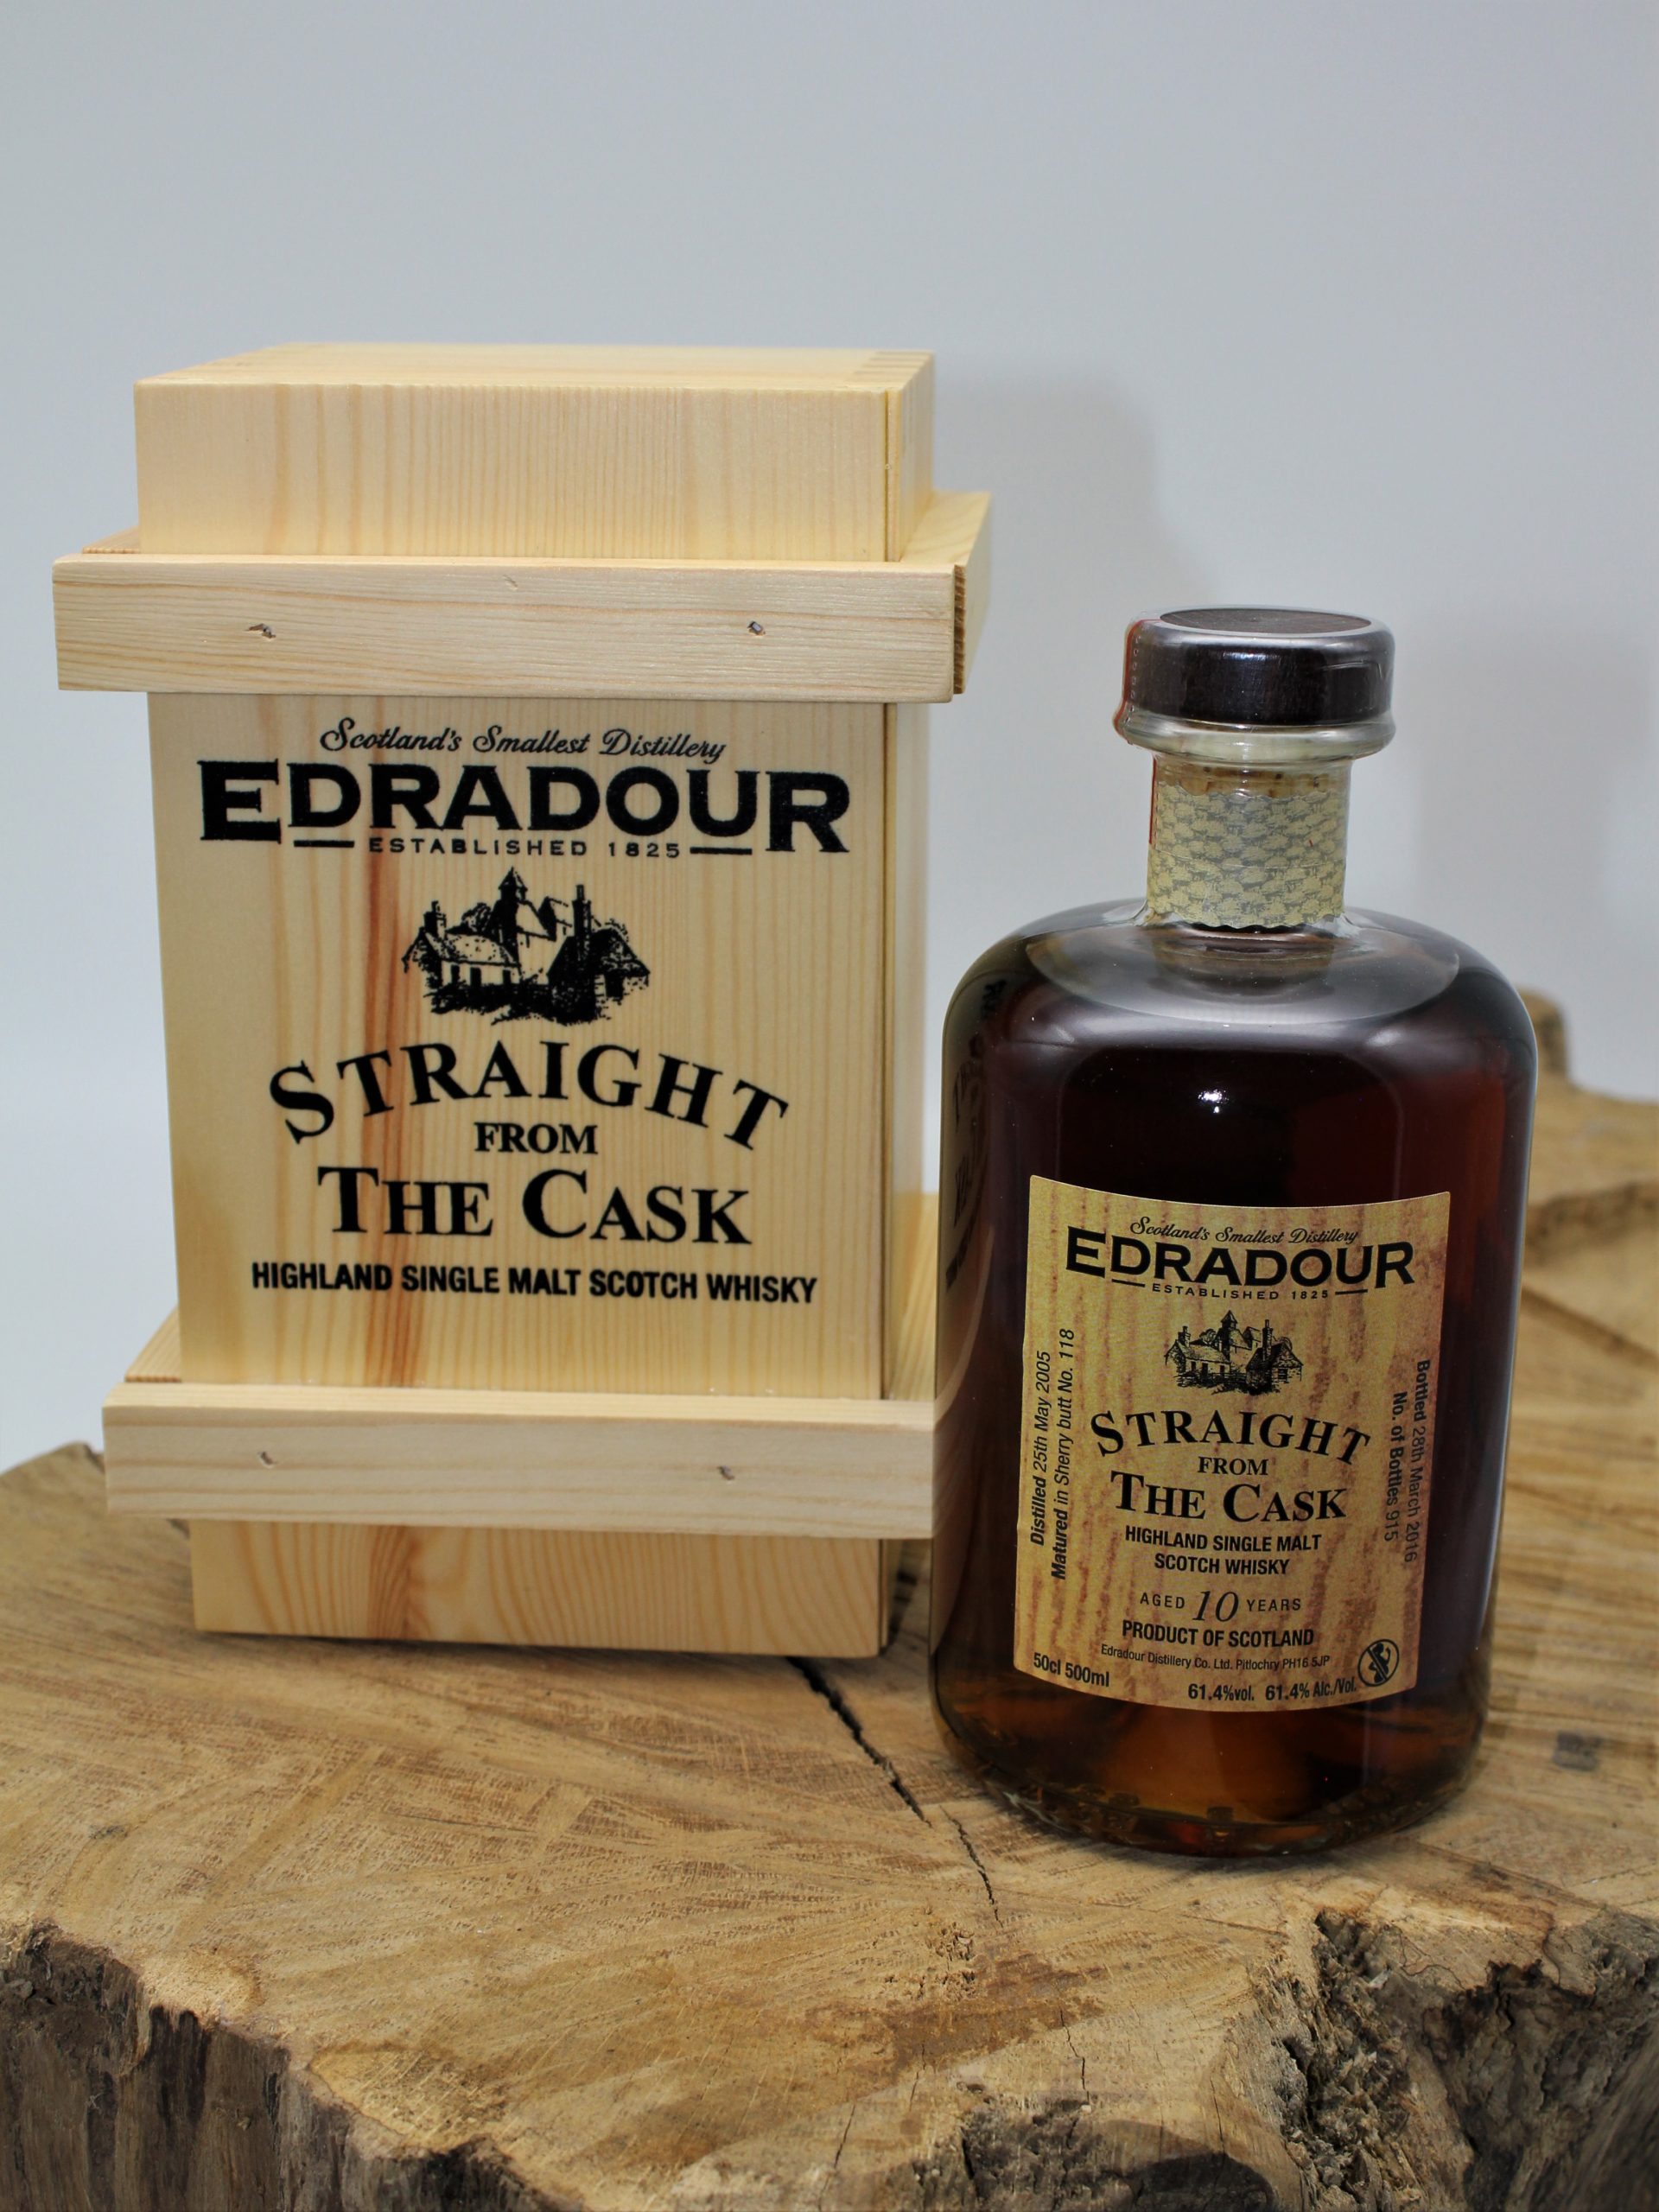 Scotland's Smallest Distillery
EDRADOUR
ESTABLISHED 1825
STRAIGHT
FROM
THE CASK
HIGHLAND SINGLE MALT SCOTCH WHISKY
Scotland's Smallest Distillery
EDRADOUR
ESTABLISHED 1825
Distilled 25th May 2005
Matured in Sherry butt No. 118
Bottled 28th March 2016
No. of Bottles 915
STRAIGHT
FROM
THE CASK
HIGHLAND SINGLE MALT
SCOTCH WHISKY
AGED 10 YEARS
PRODUCT OF SCOTLAND
Edradour Distillery Co. Ltd. Pitlochry PH16 5JP
50cl 500ml
61.4%vol. 61.4% Alc./Vol.